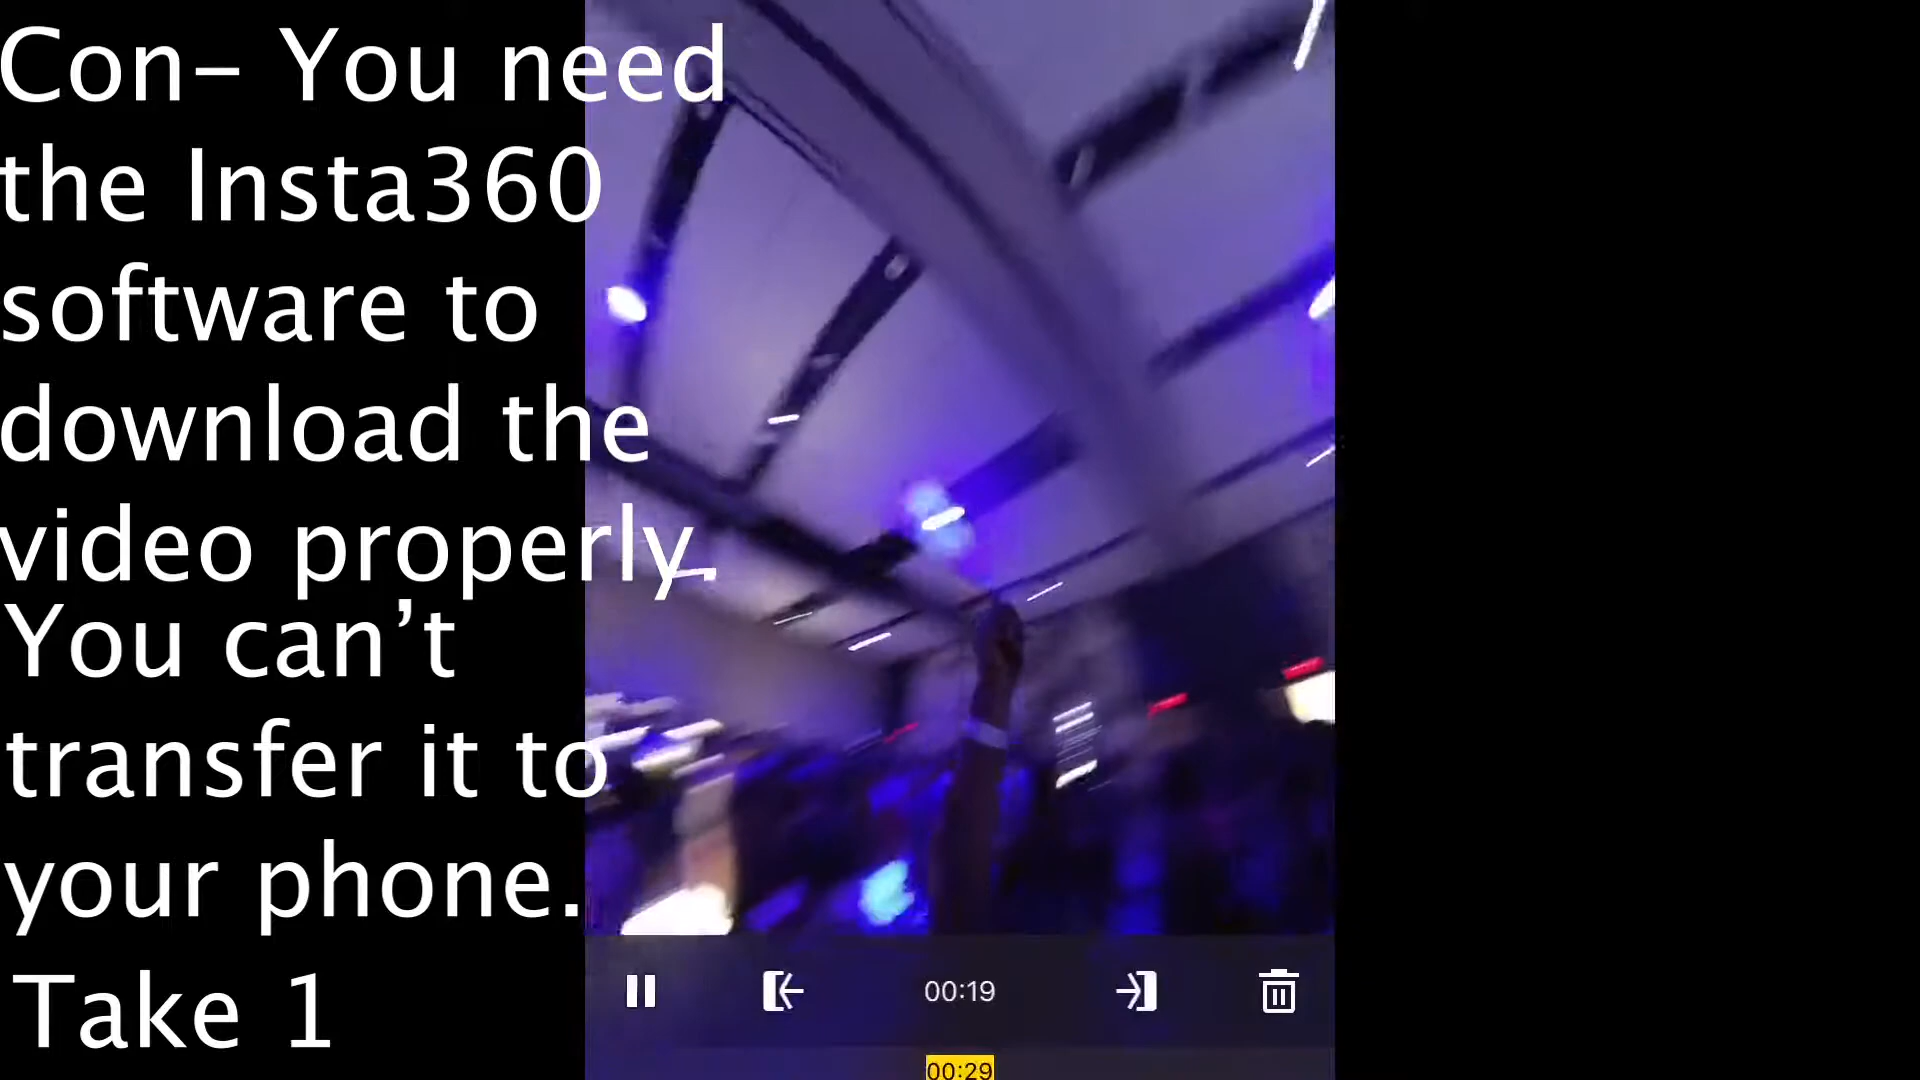 Con- You need
the Insta360
software to
download the
video properly.
You can’t
transfer it to
your phone.
Take 1
00:19
00:29